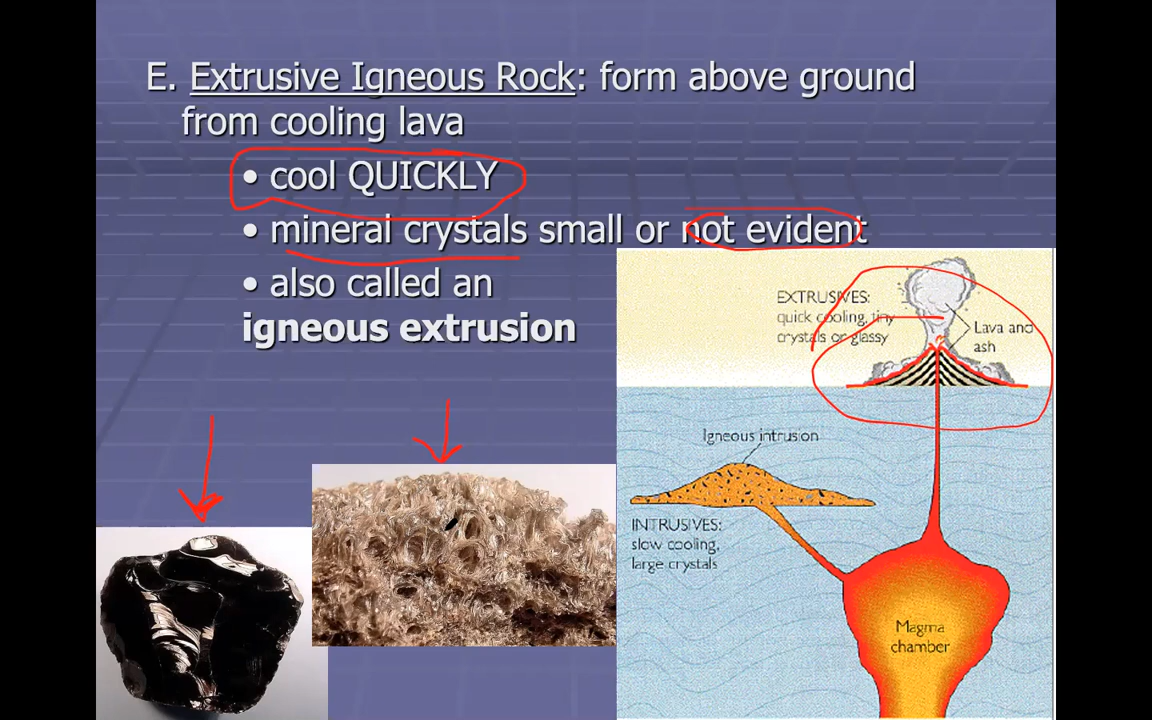 E. Extrusive Igneous Rock: form above ground
from cooling lava
• cool QUICKLY
• mineral crystals small or not evident
• also called an
igneous extrusion
EXTRUSIVES:
quick cooling, tiny
crystals or glassy
Lava and
ash
Igneous intrusion
INTRUSIVES:
slow cooling,
large crystals
Magma
chamber